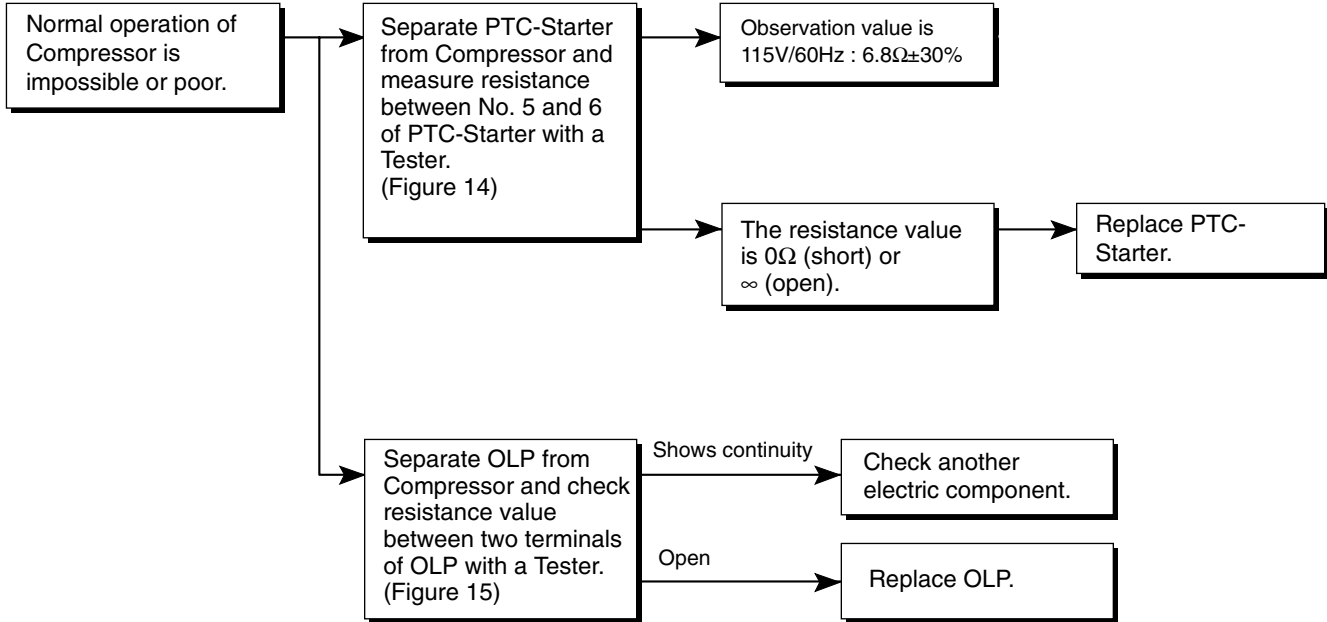 Normal operation of
Compressor is
impossible or poor.
Separate PTC-Starter
from Compressor and
measure resistance
between No. 5 and 6
of PTC-Starter with a
Tester.
(Figure 14)
Observation value is
115V/60Hz : 6.8Ω±30%
The resistance value
is 0Ω (short) or
∞ (open).
Replace PTC-
Starter.
Separate OLP from
Compressor and check
resistance value
between two terminals
of OLP with a Tester.
(Figure 15)
Shows continuity
Check another
electric component.
Open
Replace OLP.